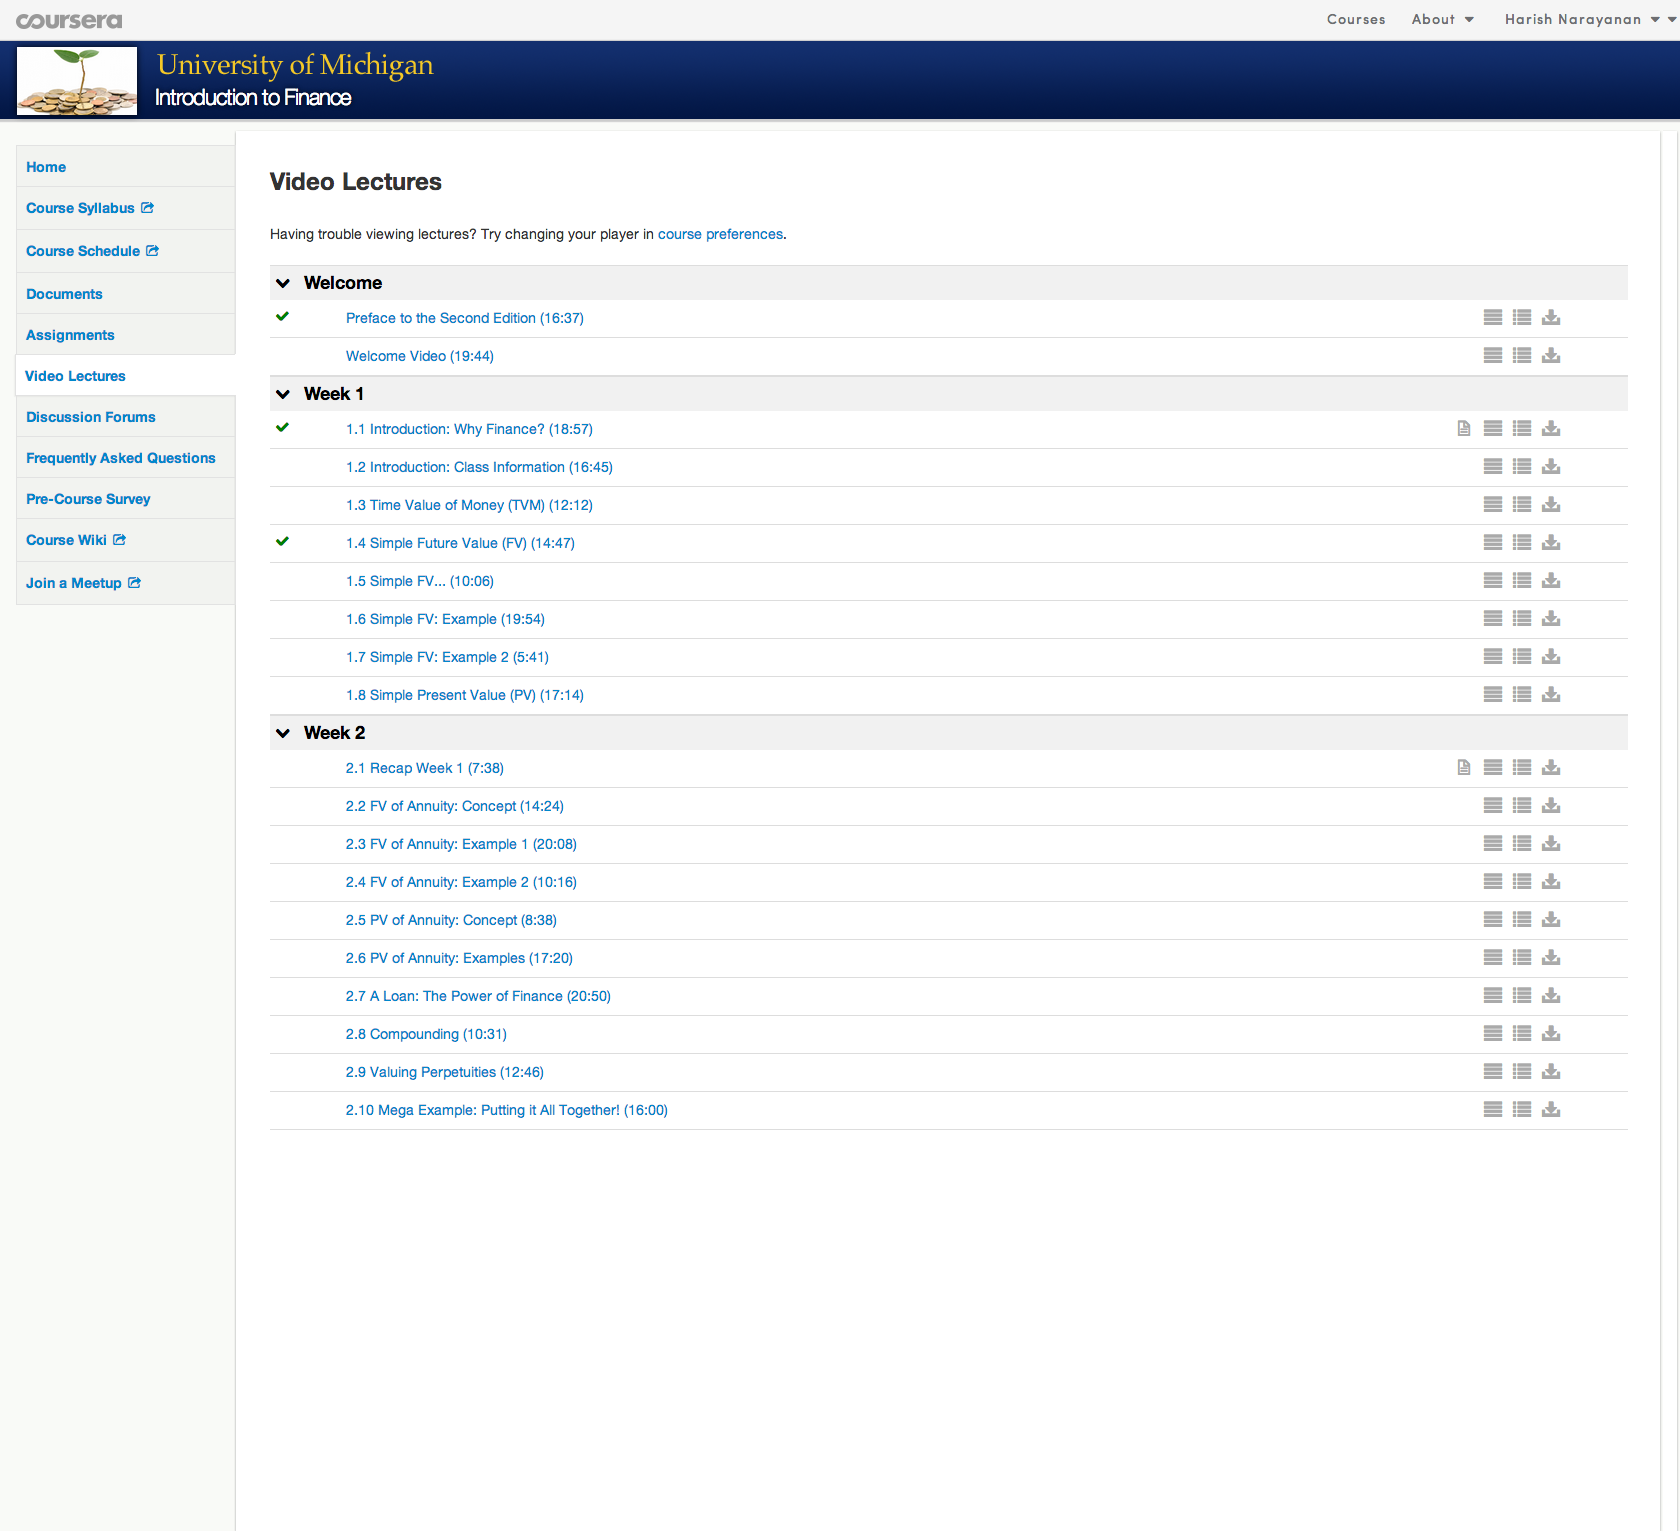 coursera
Courses About Harish Narayanan
University of Michigan
Introduction to Finance
Home
Course Syllabus
Course Schedule
Documents
Assignments
Video Lectures
Discussion Forums
Frequently Asked Questions
Pre-Course Survey
Course Wiki
Join a Meetup
Video Lectures
Having trouble viewing lectures? Try changing your player in course preferences.
Welcome
Preface to the Second Edition (16:37)
Welcome Video (19:44)
Week 1
1.1 Introduction: Why Finance? (18:57)
1.2 Introduction: Class Information (16:45)
1.3 Time Value of Money (TVM) (12:12)
1.4 Simple Future Value (FV) (14:47)
1.5 Simple FV... (10:06)
1.6 Simple FV: Example (19:54)
1.7 Simple FV: Example 2 (5:41)
1.8 Simple Present Value (PV) (17:14)
Week 2
2.1 Recap Week 1 (7:38)
2.2 FV of Annuity: Concept (14:24)
2.3 FV of Annuity: Example 1 (20:08)
2.4 FV of Annuity: Example 2 (10:16)
2.5 PV of Annuity: Concept (8:38)
2.6 PV of Annuity: Examples (17:20)
2.7 A Loan: The Power of Finance (20:50)
2.8 Compounding (10:31)
2.9 Valuing Perpetuities (12:46)
2.10 Mega Example: Putting it All Together! (16:00)